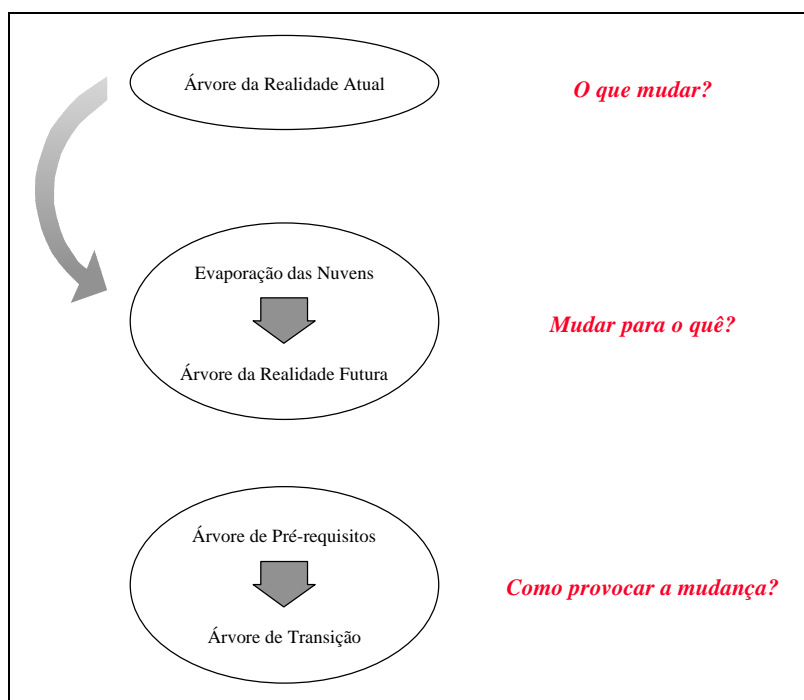 Árvore da Realidade Atual
O que mudar?
Evaporação das Nuvens
Mudar para o quê?
Árvore da Realidade Futura
Árvore de Pré-requisitos
Como provocar a mudança?
Árvore de Transição